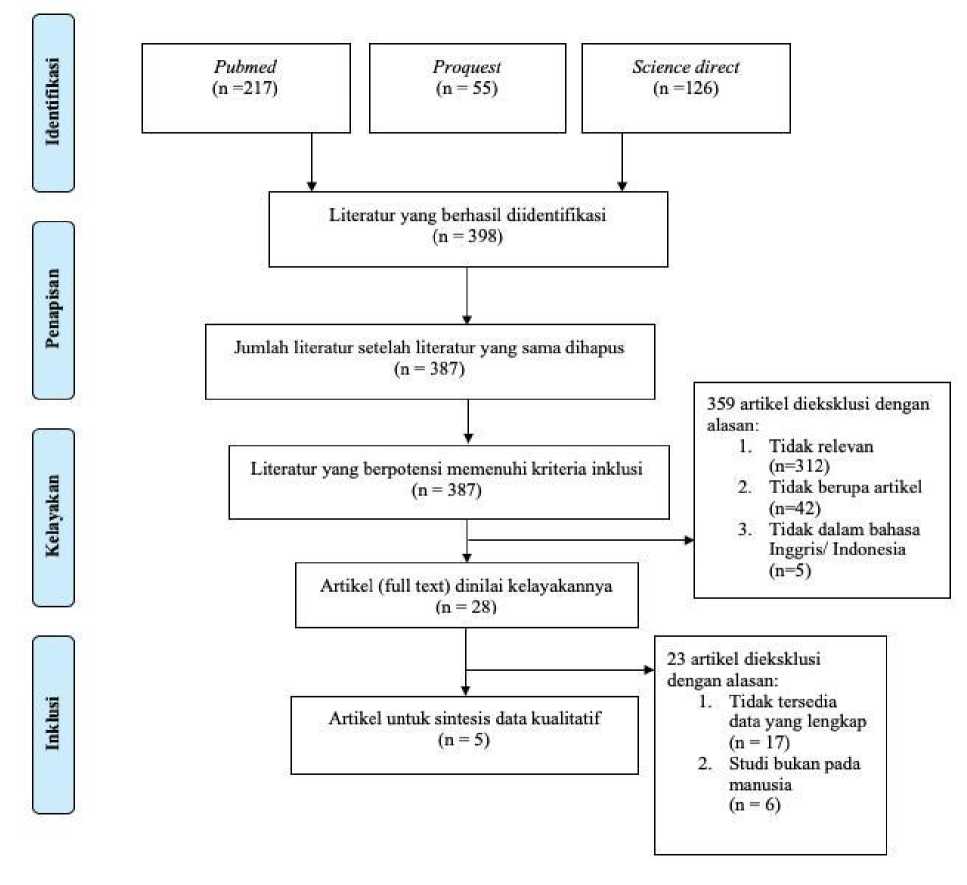 Identifikasi
Pubmed
(n =217)
Proquest
(n = 55)
Science direct
(n =126)
Literatur yang berhasil diidentifikasi
(n = 398)
Penapisan
Jumlah literatur setelah literatur yang sama dihapus
(n = 387)
359 artikel dieksklusi dengan
alasan:
1. Tidak relevan
(n=312)
2. Tidak berupa artikel
(n=42)
3. Tidak dalam bahasa
Inggris/ Indonesia
(n=5)
Kelayakan
Literatur yang berpotensi memenuhi kriteria inklusi
(n = 387)
Artikel (full text) dinilai kelayakannya
(n = 28)
Inklusi
23 artikel dieksklusi
dengan alasan:
1. Tidak tersedia
data yang lengkap
(n = 17)
2. Studi bukan pada
manusia
(n = 6)
Artikel untuk sintesis data kualitatif
(n = 5)